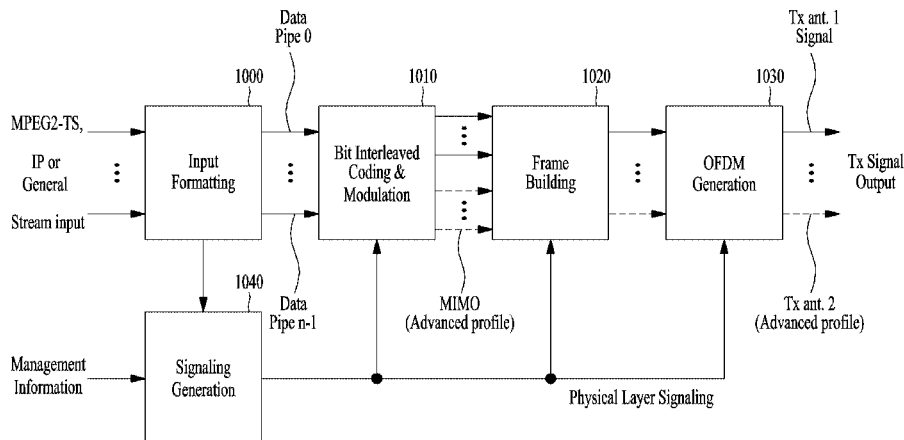 Data
Pipe 0
Tx ant. 1
Signal
1000
1010
1020
1030
MPEG2-TS,
IP or
General
Stream input
Input
Formatting
Bit Interleaved
Coding &
Modulation
Frame
Building
OFDM
Generation
Tx Signal
Output
1040
Data
Pipe n-1
MIMO
(Advanced profile)
Tx ant. 2
(Advanced profile)
Management
Information
Signaling
Generation
Physical Layer Signaling